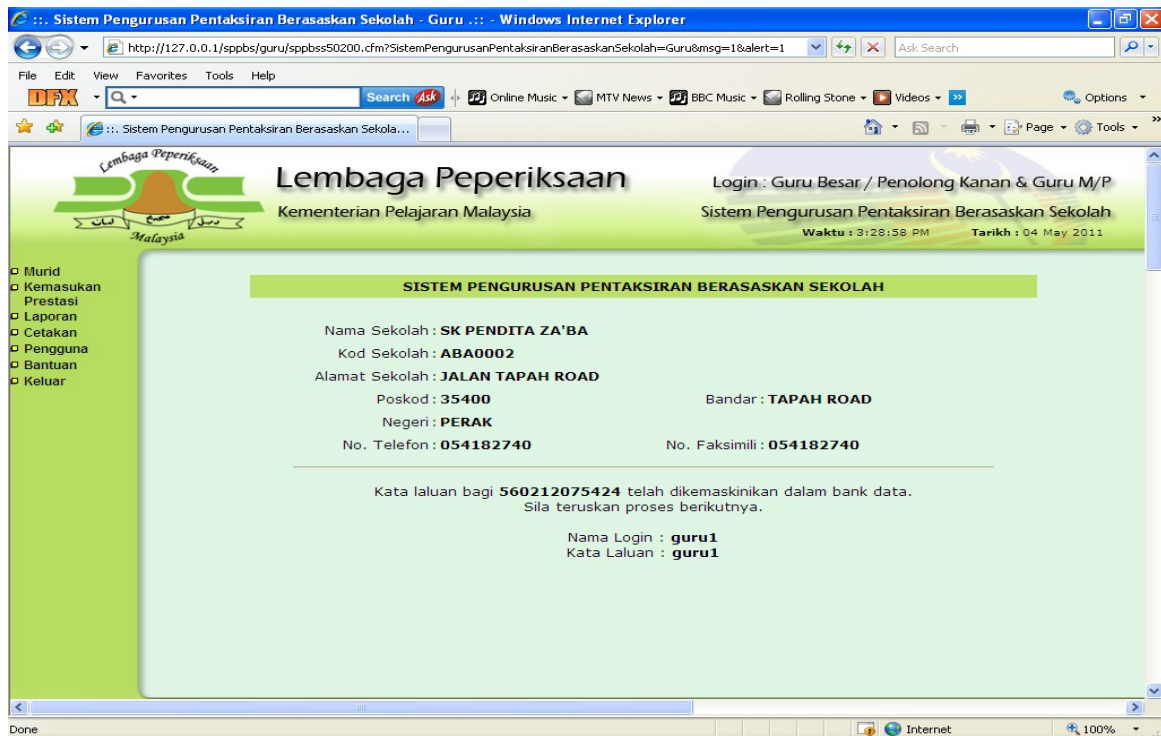 ::. Sistem Pengurusan Pentaksiran Berasaskan Sekolah - Guru .:: - Windows Internet Explorer
http://127.0.0.1/sppbs/guru/sppbss50200.cfm?SistemPengurusanPentaksiranBerasaskanSekolah=Guru&msg=1&alert=1 Ask Search
File Edit View Favorites Tools Help
DFX Search Ask Online Music MTV News BBC Music Rolling Stone Videos Options
::. Sistem Pengurusan Pentaksiran Berasaskan Sekola... Page Tools
Lembaga Peperiksaan
Malaysia
Lembaga Peperiksaan
Kementerian Pelajaran Malaysia
Login : Guru Besar / Penolong Kanan & Guru M/P
Sistem Pengurusan Pentaksiran Berasaskan Sekolah
Waktu : 3:28:58 PM Tarikh : 04 May 2011
Murid
Kemasukan
Prestasi
Laporan
Cetakan
Pengguna
Bantuan
Keluar
SISTEM PENGURUSAN PENTAKSIRAN BERASASKAN SEKOLAH
Nama Sekolah : SK PENDITA ZA'BA
Kod Sekolah : ABA0002
Alamat Sekolah : JALAN TAPAH ROAD
Poskod : 35400 Bandar : TAPAH ROAD
Negeri : PERAK
No. Telefon : 054182740 No. Faksimili : 054182740
Kata laluan bagi 560212075424 telah dikemaskinikan dalam bank data.
Sila teruskan proses berikutnya.
Nama Login : guru1
Kata Laluan : guru1
Done Internet 100%